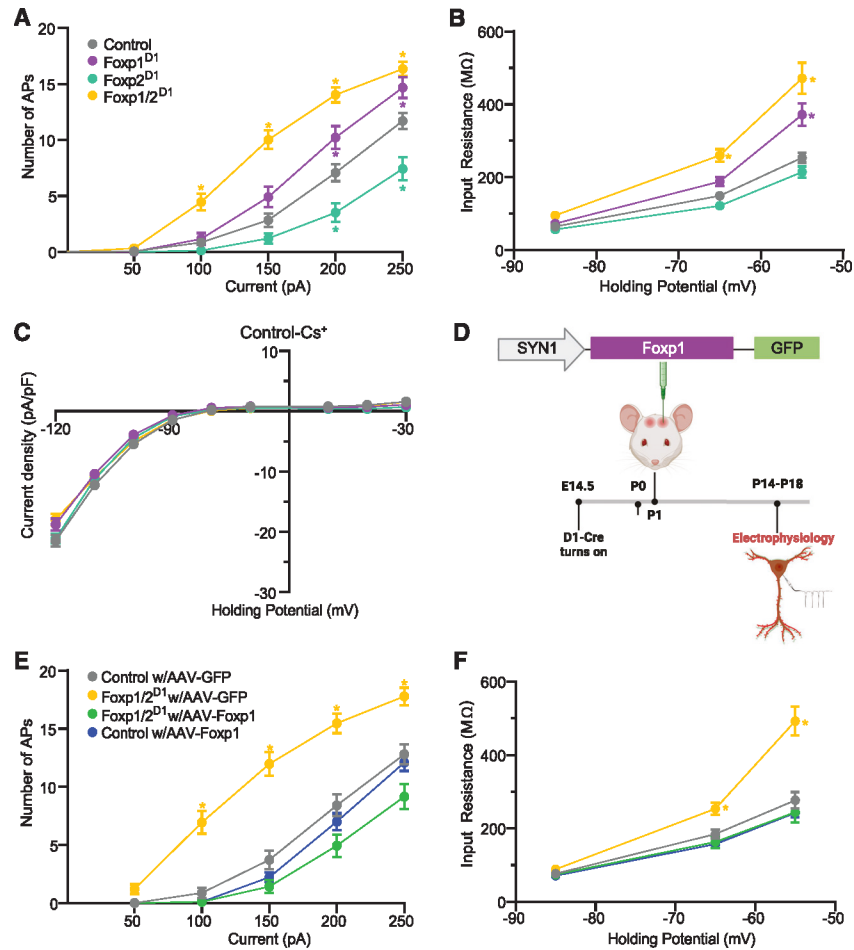 A
Control
Foxp1D1
Foxp2D1
Foxp1/2D1
Number of APs
20
15
10
5
0
50 100 150 200 250
Current (pA)
* * * * * * * *
B
Input Resistance (MΩ)
600
400
200
0
-90 -80 -70 -60 -50
Holding Potential (mV)
* * *
C
Control-Cs+
Current density (pA/pF)
10
-120 -90 -30
-10
-20
-30
Holding Potential (mV)
D
SYN1 Foxp1 GFP
E14.5 P0 P14-P18
P1
D1-Cre
turns on
Electrophysiology
E
Control w/AAV-GFP
Foxp1/2D1w/AAV-GFP
Foxp1/2D1w/AAV-Foxp1
Control w/AAV-Foxp1
Number of APs
20
15
10
5
0
50 100 150 200 250
Current (pA)
* * * *
F
Input Resistance (MΩ)
600
400
200
0
-90 -80 -70 -60 -50
Holding Potential (mV)
* *